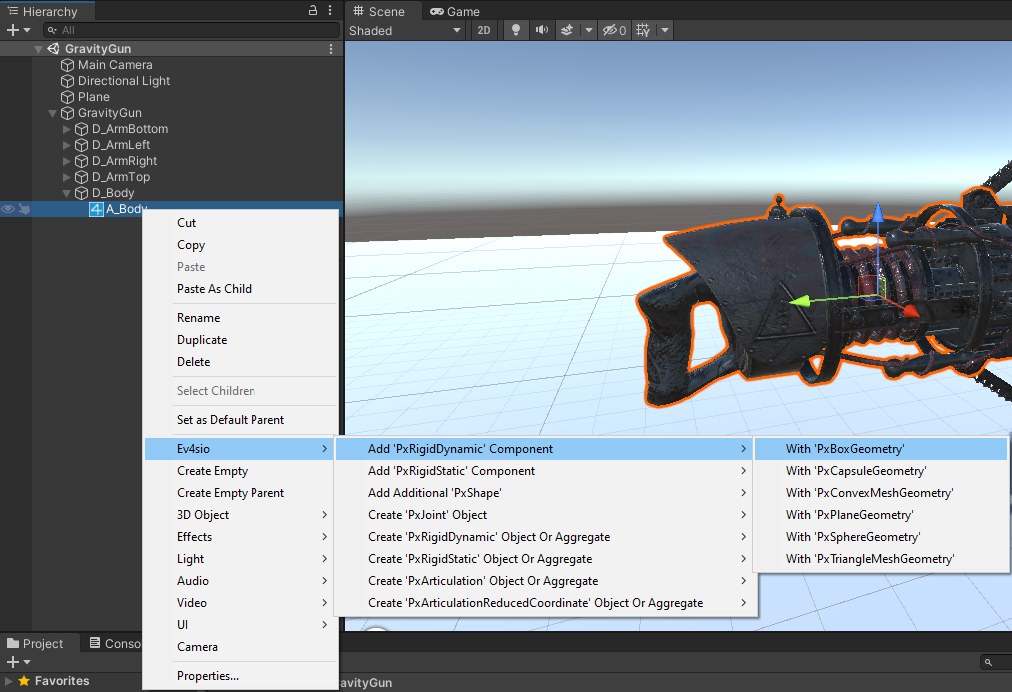 Hierarchy
All
GravityGun
Main Camera
Directional Light
Plane
GravityGun
D_ArmBottom
D_ArmLeft
D_ArmRight
D_ArmTop
D_Body
A_Body
Scene
Game
Shaded
2D
0
Cut
Copy
Paste
Paste As Child
Rename
Duplicate
Delete
Select Children
Set as Default Parent
Ev4sio
Create Empty
Create Empty Parent
3D Object
Effects
Light
Audio
Video
UI
Camera
Properties...
Add 'PxRigidDynamic' Component
Add 'PxRigidStatic' Component
Add Additional 'PxShape'
Create 'PxJoint' Object
Create 'PxRigidDynamic' Object Or Aggregate
Create 'PxRigidStatic' Object Or Aggregate
Create 'PxArticulation' Object Or Aggregate
Create 'PxArticulationReducedCoordinate' Object Or Aggregate
With 'PxBoxGeometry'
With 'PxCapsuleGeometry'
With 'PxConvexMeshGeometry'
With 'PxPlaneGeometry'
With 'PxSphereGeometry'
With 'PxTriangleMeshGeometry'
Project
Conso
Favorites
avityGun